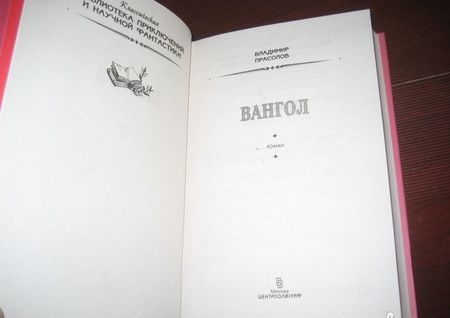 Классическая
БИБЛИОТЕКА ПРИКЛЮЧЕНИЙ
И НАУЧНОЙ ФАНТАСТИКИ
ВЛАДИМИР
ПРАСОЛОВ
ВАНГОЛ
РОМАН
Москва
ЦЕНТРПОЛИГРАФ